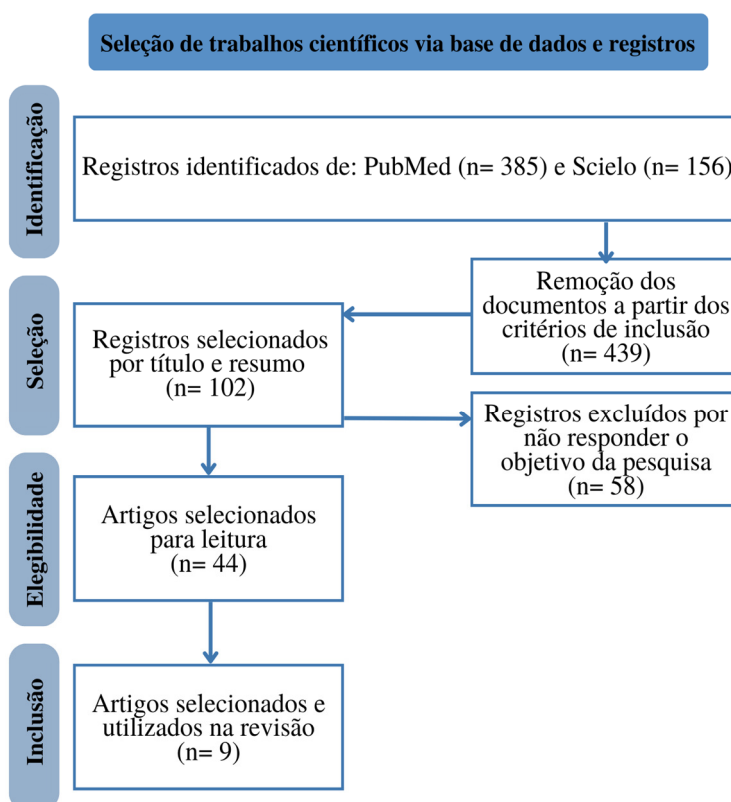 Seleção de trabalhos científicos via base de dados e registros
Identificação
Registros identificados de: PubMed (n= 385) e Scielo (n= 156)
Remoção dos
documentos a partir dos
critérios de inclusão
(n= 439)
Seleção
Registros selecionados
por título e resumo
(n= 102)
Registros excluídos por
não responder o
objetivo da pesquisa
(n= 58)
Elegibilidade
Artigos selecionados
para leitura
(n= 44)
Inclusão
Artigos selecionados e
utilizados na revisão
(n= 9)